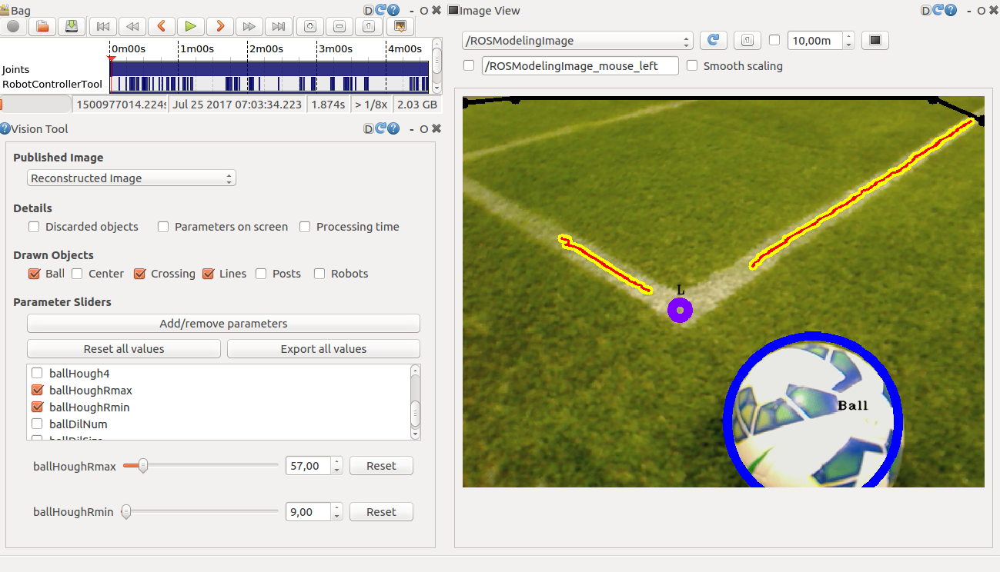 Bag
D ? - O
0m00s 1m00s 2m00s 3m00s 4m00s
Joints
RobotControllerTool
1500977014.224s Jul 25 2017 07:03:34.223 1.874s > 1/8x 2.03 GB
? Vision Tool
D ? - O
Published Image
Reconstructed Image
Details
Discarded objects Parameters on screen Processing time
Drawn Objects
Ball Center Crossing Lines Posts Robots
Parameter Sliders
Add/remove parameters
Reset all values Export all values
ballHough4
ballHoughRmax
ballHoughRmin
ballDilNum
ballHoughRmax 57,00 Reset
ballHoughRmin 9,00 Reset
Image View
D ? - O
/ROSModelingImage 1 10,00m
/ROSModelingImage_mouse_left Smooth scaling
L
Ball